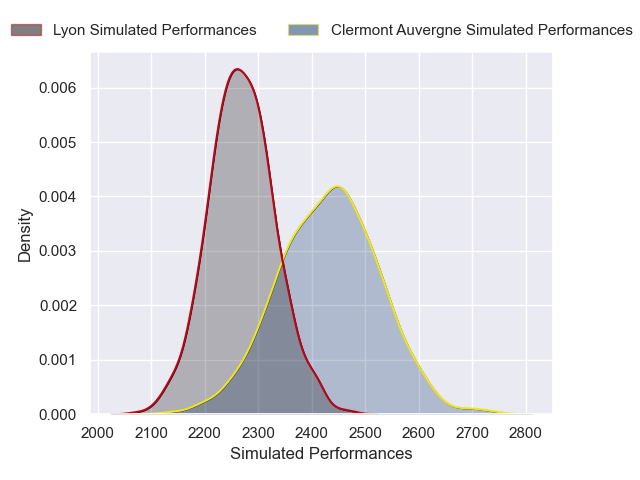 Lyon Simulated Performances
Clermont Auvergne Simulated Performances
0.006
0.005
0.004
0.003
0.002
0.001
0.000
Density
2000 2100 2200 2300 2400 2500 2600 2700 2800
Simulated Performances